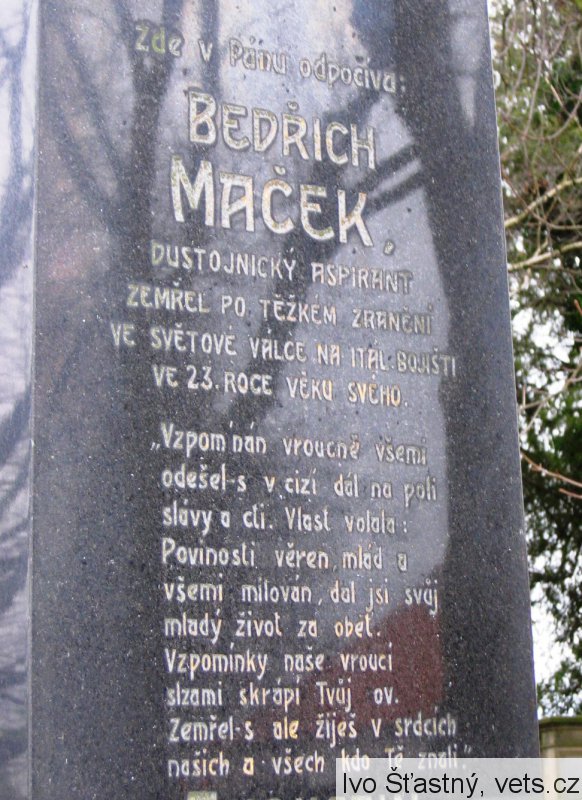 Zde v Pánu odpočívá:
BEDŘICH
MAČEK,
DUSTOJNICKÝ ASPIRANT
ZEMŘEL PO TĚŽKÉM ZRANĚNÍ
VE SVĚTOVÉ VÁLCE NA ITAL. BOJIŠTI
VE 23. ROCE VĚKU SVÉHO.
„Vzpomínán vroucně všemi
odešel-s v cizí dál na poli
slávy a cti. Vlast volala:
Povinosti věren, mlád a
všemi milován, dal jsi svůj
mladý život za oběť.
Vzpomínky naše vroucí
slzami skrápí Tvůj ov.
Zemřel-s ale žiješ v srdcích
našich a všech kdo Tě znali."
Ivo Šťastný, vets.cz